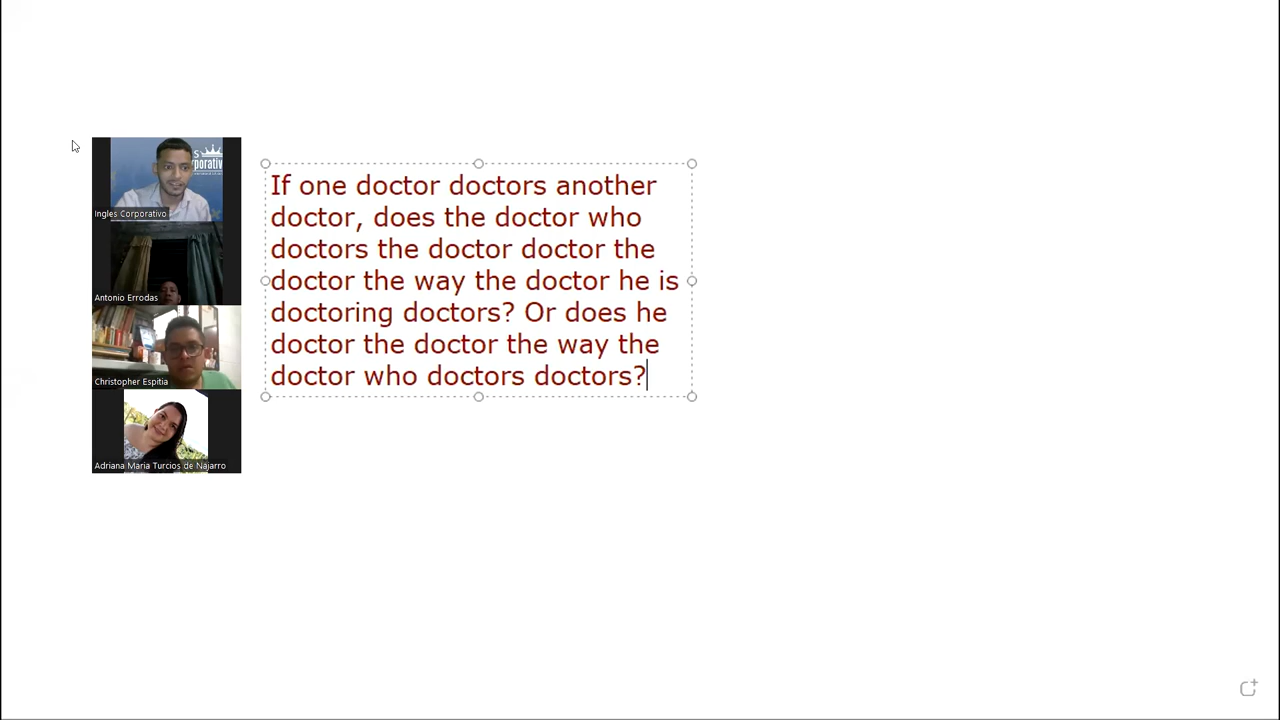 S
porativ
Ingles Corporativo
Antonio Errodas
Christopher Espitia
Adriana Maria Turcios de Najarro
If one doctor doctors another
doctor, does the doctor who
doctors the doctor doctor the
doctor the way the doctor he is
doctoring doctors? Or does he
doctor the doctor the way the
doctor who doctors doctors?